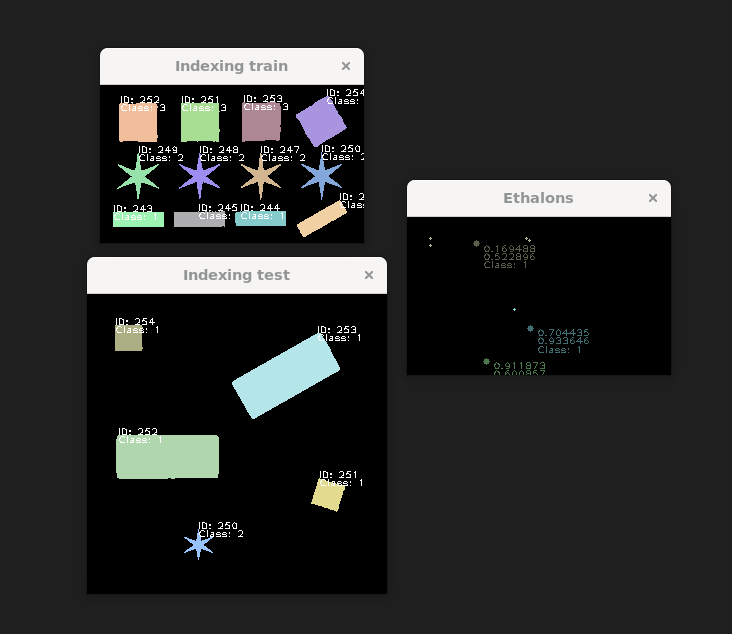 Indexing train
×
ID: 252
Class: 3
ID: 251
Class: 3
ID: 253
Class: 3
ID: 254
Class:
ID: 249
Class: 2
ID: 248
Class: 2
ID: 247
Class: 2
ID: 250
Class: 2
ID: 243
Class: 1
ID: 245
Class: 1
ID: 244
Class: 1
ID: 2
Class:
Ethalons
×
0.169488
0.522896
Class: 1
0.704435
0.933646
Class: 1
0.911873
0.600857
Indexing test
×
ID: 254
Class: 1
ID: 253
Class: 1
ID: 252
Class: 1
ID: 251
Class: 1
ID: 250
Class: 2